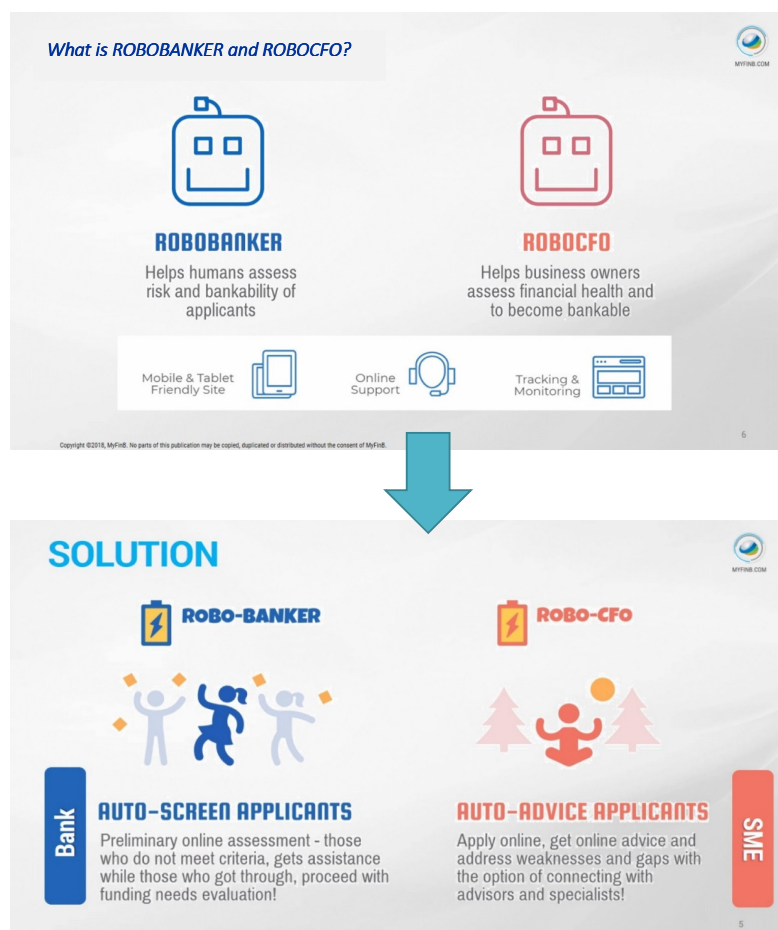 What is ROBOBANKER and ROBOCFO?
MYFINB.COM
ROBOBANKER
Helps humans assess
risk and bankability of
applicants
ROBOCFO
Helps business owners
assess financial health and
to become bankable
Mobile & Tablet
Friendly Site
Online
Support
Tracking &
Monitoring
6
Copyright ©2018, MyFinB. No parts of this publication may be copied, duplicated or distributed without the consent of MyFinB.
SOLUTION
MYFINB.COM
ROBO-BANKER
ROBO-CFO
Bank
AUTO-SCREEN APPLICANTS
Preliminary online assessment - those
who do not meet criteria, gets assistance
while those who got through, proceed with
funding needs evaluation!
AUTO-ADVICE APPLICANTS
Apply online, get online advice and
address weaknesses and gaps with
the option of connecting with
advisors and specialists!
SME
5